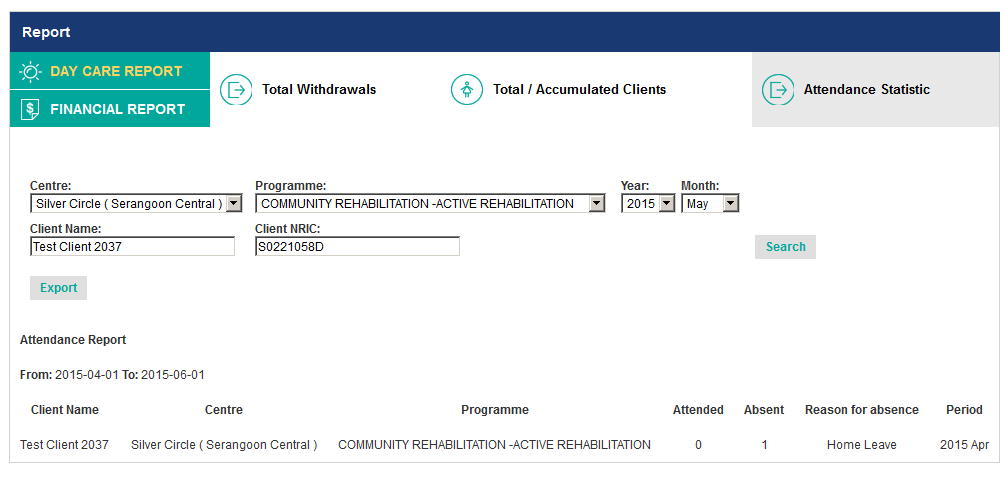 Report
DAY CARE REPORT
FINANCIAL REPORT
Total Withdrawals
Total / Accumulated Clients
Attendance Statistic
Centre: Programme: Year: Month:
Silver Circle ( Serangoon Central ) COMMUNITY REHABILITATION -ACTIVE REHABILITATION 2015 May
Client Name: Client NRIC:
Test Client 2037 S0221058D
Search
Export
Attendance Report
From: 2015-04-01 To: 2015-06-01
Client Name Centre Programme Attended Absent Reason for absence Period
Test Client 2037 Silver Circle ( Serangoon Central ) COMMUNITY REHABILITATION -ACTIVE REHABILITATION 0 1 Home Leave 2015 Apr